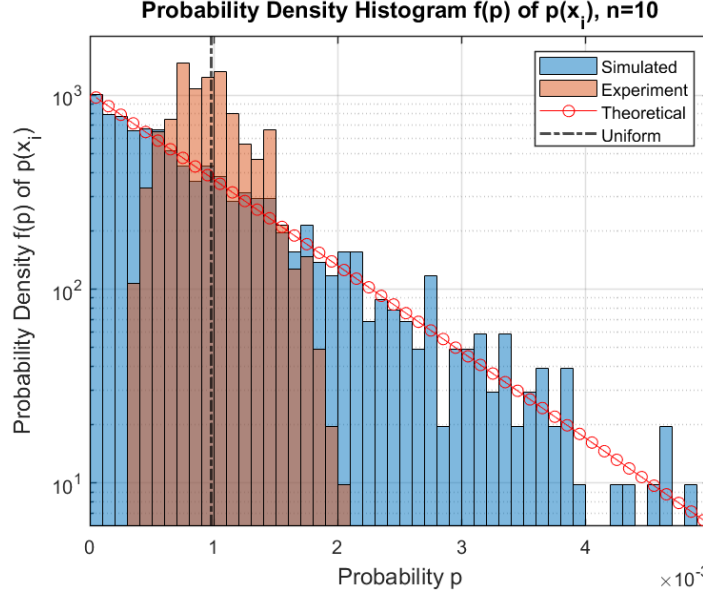 Probability Density Histogram f(p) of p(x_i), n=10
Simulated
Experiment
Theoretical
Uniform
Probability Density f(p) of p(x_i)
10^3
10^2
10^1
0 1 2 3 4
×10^-3
Probability p